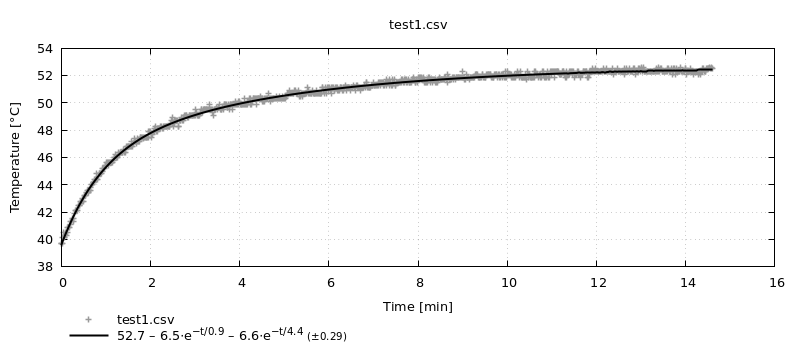 test1.csv
54
52
50
48
46
44
42
40
38
Temperature [°C]
0 2 4 6 8 10 12 14 16
Time [min]
test1.csv
52.7 – 6.5·e^−t/0.9 – 6.6·e^−t/4.4 (±0.29)